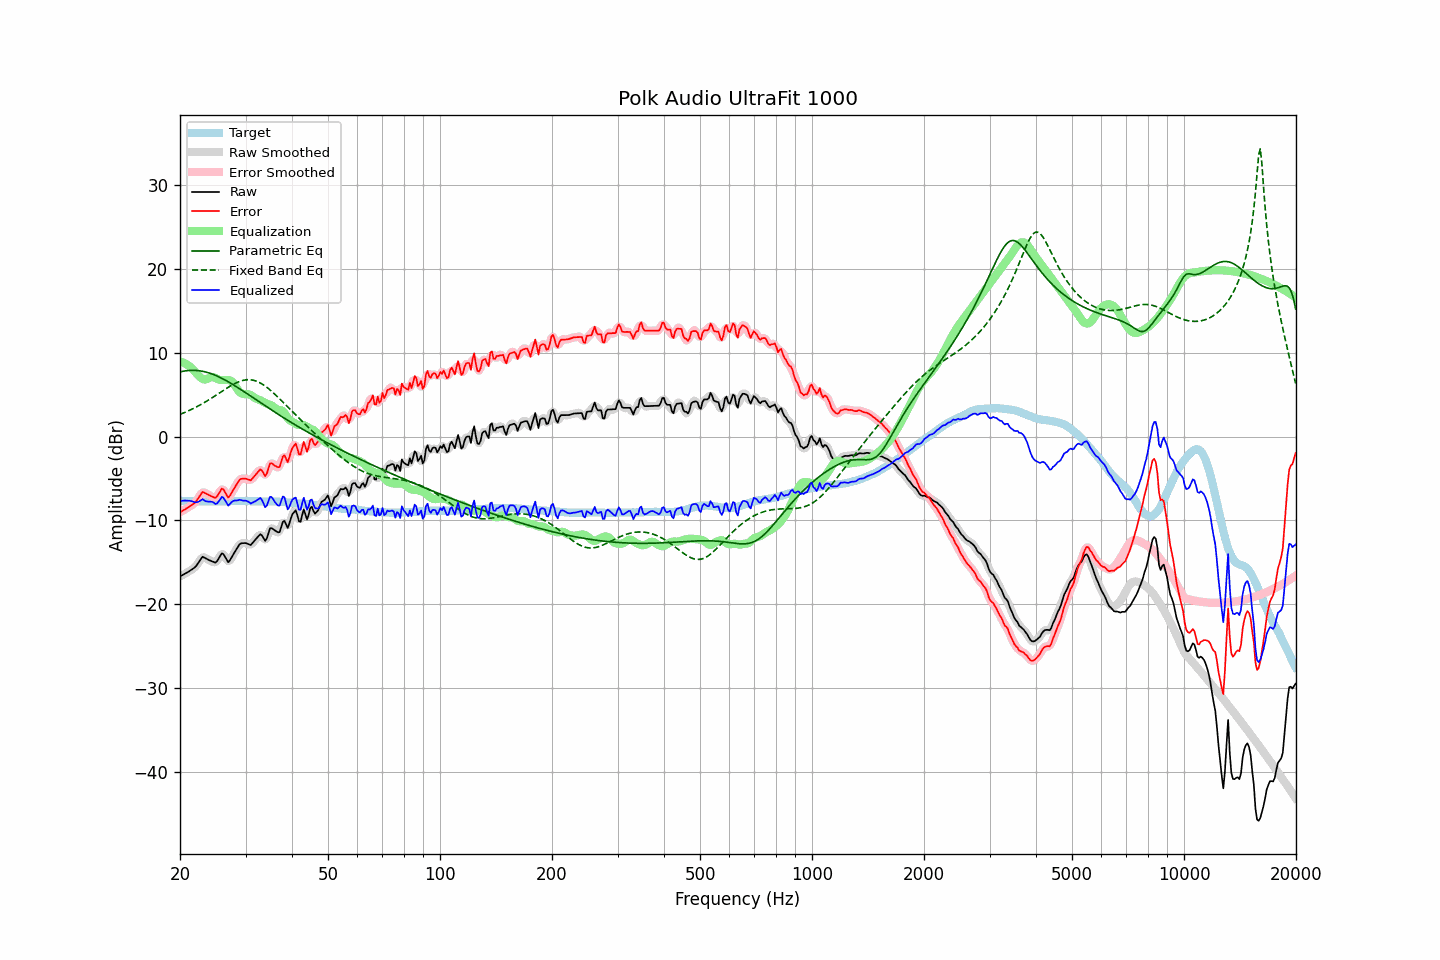 Polk Audio UltraFit 1000
Target
Raw Smoothed
Error Smoothed
Raw
Error
Equalization
Parametric Eq
Fixed Band Eq
Equalized
Amplitude (dBr)
30
20
10
0
−10
−20
−30
−40
20 50 100 200 500 1000 2000 5000 10000 20000
Frequency (Hz)